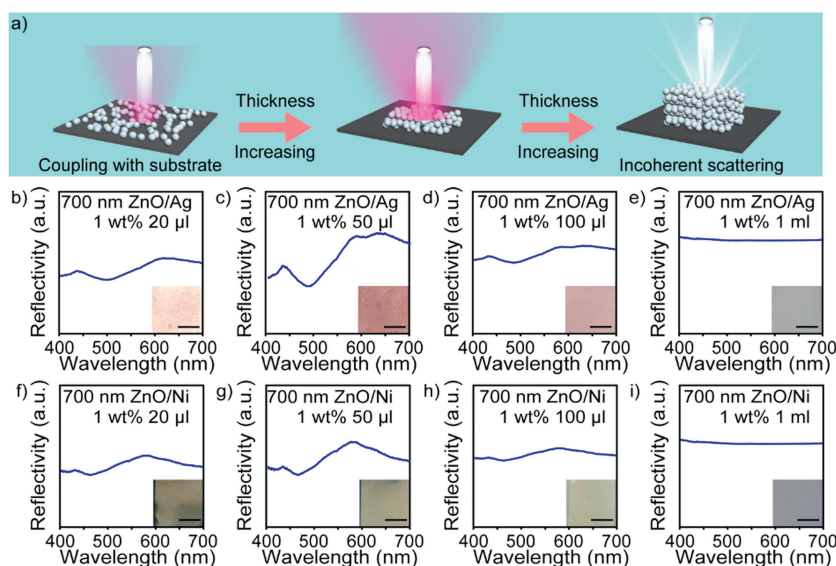 a)
Thickness
Increasing
Thickness
Increasing
Coupling with substrate
Incoherent scattering
b)
700 nm ZnO/Ag
1 wt% 20 µl
Reflectivity (a.u.)
400 500 600 700
Wavelength (nm)
c)
700 nm ZnO/Ag
1 wt% 50 µl
Reflectivity (a.u.)
400 500 600 700
Wavelength (nm)
d)
700 nm ZnO/Ag
1 wt% 100 µl
Reflectivity (a.u.)
400 500 600 700
Wavelength (nm)
e)
700 nm ZnO/Ag
1 wt% 1 ml
Reflectivity (a.u.)
400 500 600 700
Wavelength (nm)
f)
700 nm ZnO/Ni
1 wt% 20 µl
Reflectivity (a.u.)
400 500 600 700
Wavelength (nm)
g)
700 nm ZnO/Ni
1 wt% 50 µl
Reflectivity (a.u.)
400 500 600 700
Wavelength (nm)
h)
700 nm ZnO/Ni
1 wt% 100 µl
Reflectivity (a.u.)
400 500 600 700
Wavelength (nm)
i)
700 nm ZnO/Ni
1 wt% 1 ml
Reflectivity (a.u.)
400 500 600 700
Wavelength (nm)